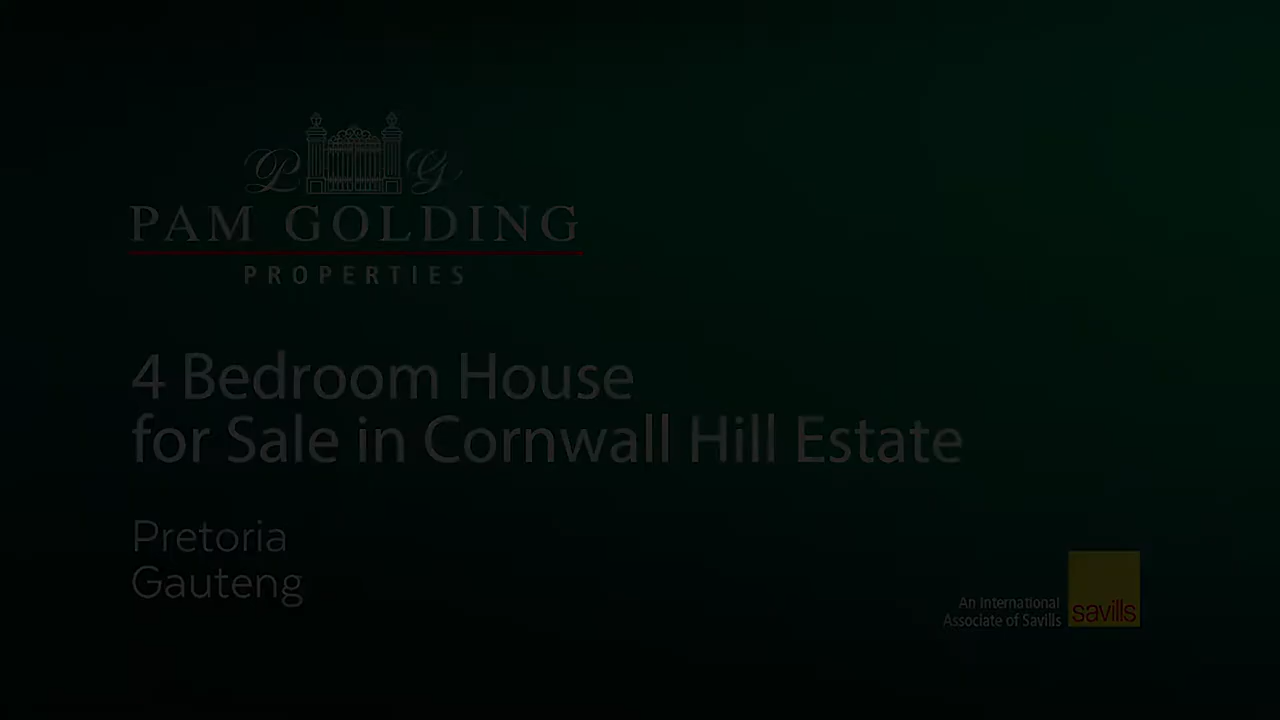 P G
PAM GOLDING
PROPERTIES
4 Bedroom House
for Sale in Cornwall Hill Estate
Pretoria
Gauteng
An International
Associate of Savills
savills